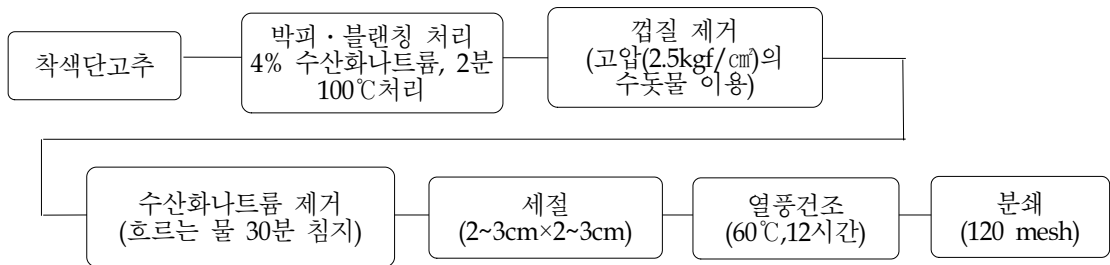 착색단고추
박피·블랜칭 처리
4% 수산화나트륨, 2분
100℃처리
껍질 제거
(고압(2.5kgf/㎠)의
수돗물 이용)
수산화나트륨 제거
(흐르는 물 30분 침지)
세절
(2~3cm×2~3cm)
열풍건조
(60℃,12시간)
분쇄
(120 mesh)